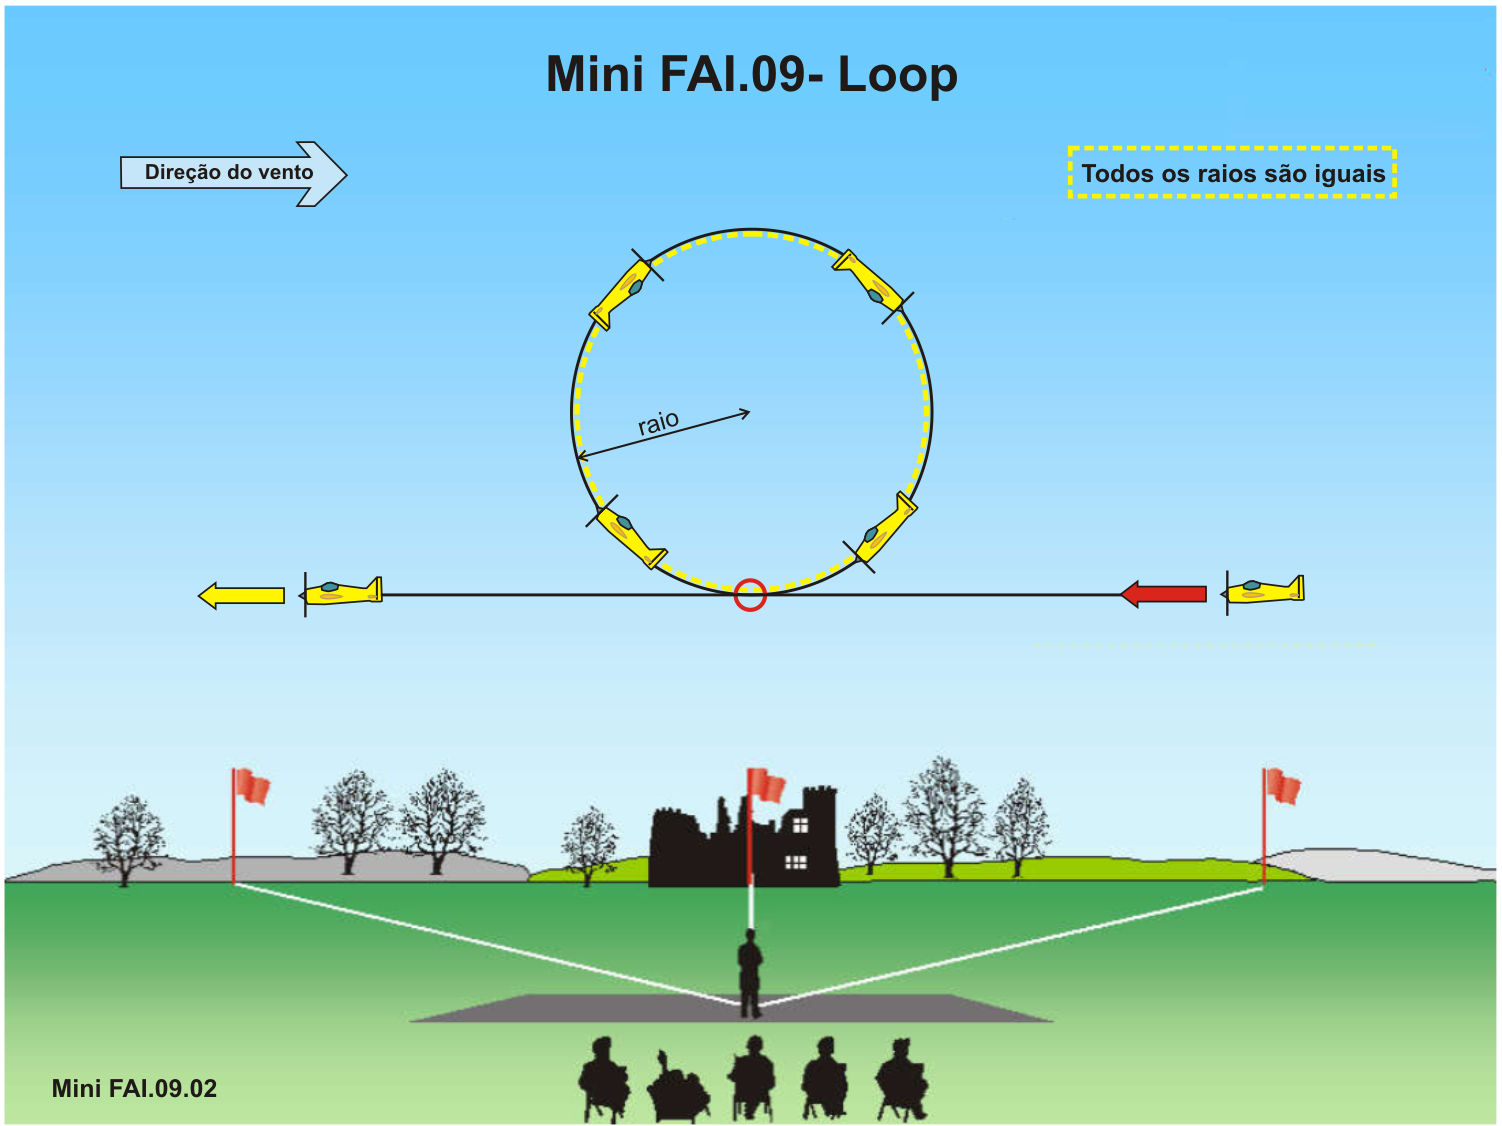 Mini FAI.09- Loop
Direção do vento
Todos os raios são iguais
raio
Mini FAI.09.02